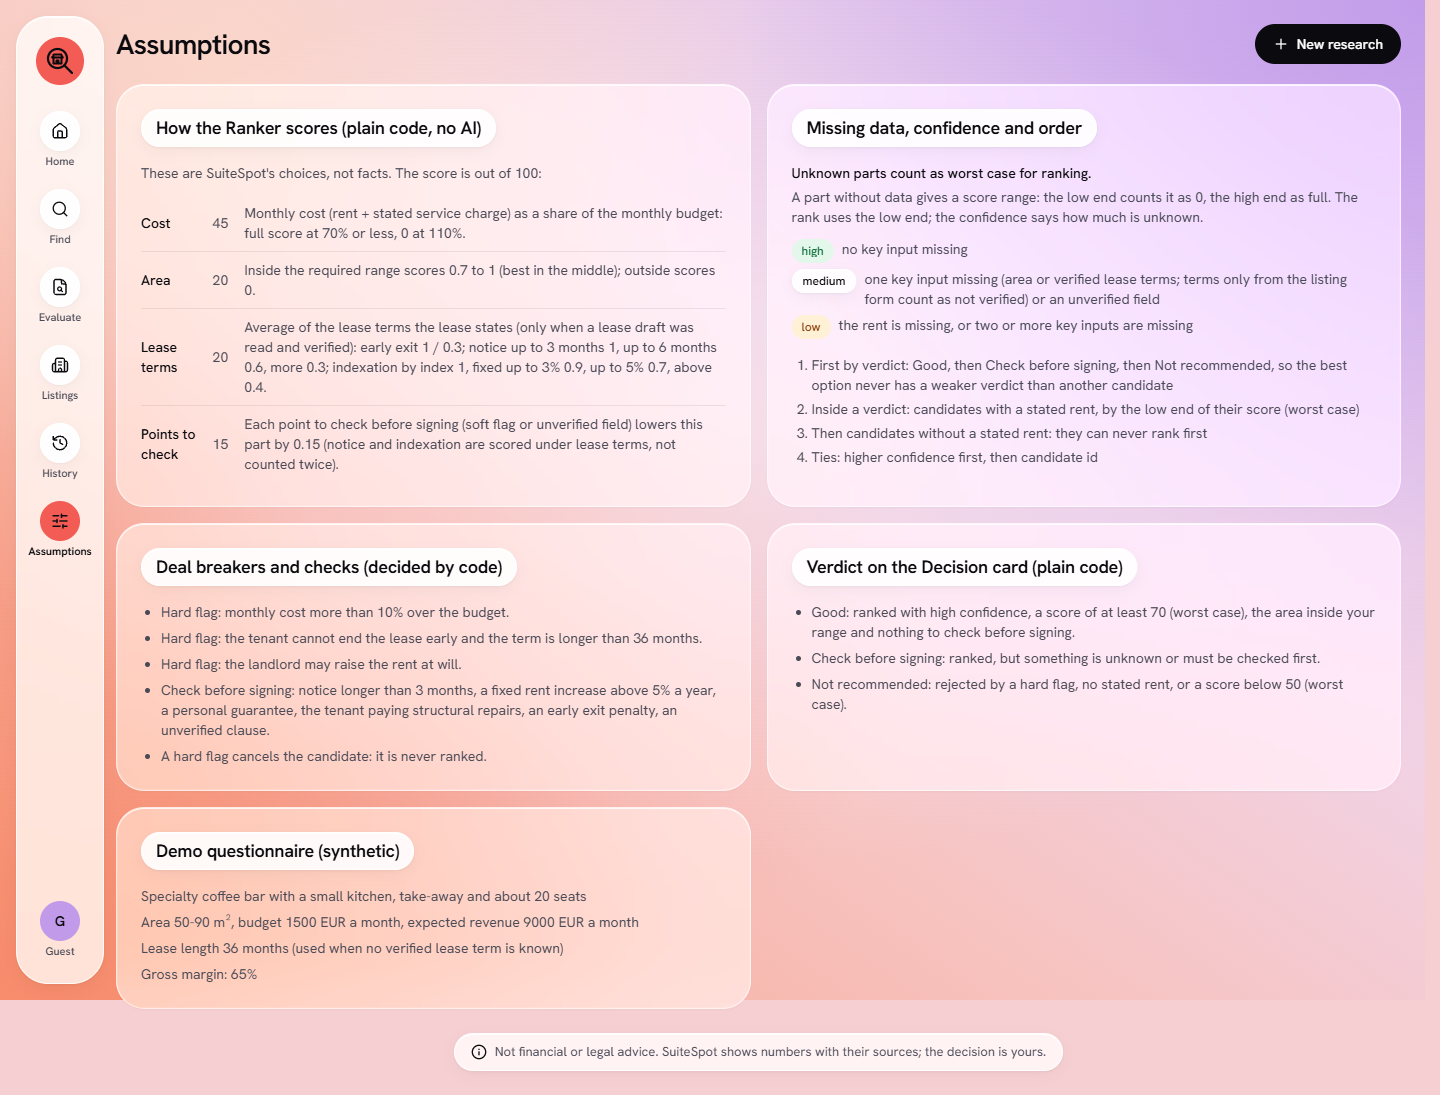 Assumptions
New research
Home
Find
Evaluate
Listings
History
Assumptions
G
Guest
How the Ranker scores (plain code, no AI)
These are SuiteSpot's choices, not facts. The score is out of 100:
Cost 45 Monthly cost (rent + stated service charge) as a share of the monthly budget:
full score at 70% or less, 0 at 110%.
Area 20 Inside the required range scores 0.7 to 1 (best in the middle); outside scores
0.
Lease terms 20 Average of the lease terms the lease states (only when a lease draft was
read and verified): early exit 1 / 0.3; notice up to 3 months 1, up to 6 months
0.6, more 0.3; indexation by index 1, fixed up to 3% 0.9, up to 5% 0.7, above
0.4.
Points to check 15 Each point to check before signing (soft flag or unverified field) lowers this
part by 0.15 (notice and indexation are scored under lease terms, not
counted twice).
Missing data, confidence and order
Unknown parts count as worst case for ranking.
A part without data gives a score range: the low end counts it as 0, the high end as full. The
rank uses the low end; the confidence says how much is unknown.
high no key input missing
medium one key input missing (area or verified lease terms; terms only from the listing
form count as not verified) or an unverified field
low the rent is missing, or two or more key inputs are missing
1. First by verdict: Good, then Check before signing, then Not recommended, so the best
option never has a weaker verdict than another candidate
2. Inside a verdict: candidates with a stated rent, by the low end of their score (worst case)
3. Then candidates without a stated rent: they can never rank first
4. Ties: higher confidence first, then candidate id
Deal breakers and checks (decided by code)
• Hard flag: monthly cost more than 10% over the budget.
• Hard flag: the tenant cannot end the lease early and the term is longer than 36 months.
• Hard flag: the landlord may raise the rent at will.
• Check before signing: notice longer than 3 months, a fixed rent increase above 5% a year,
a personal guarantee, the tenant paying structural repairs, an early exit penalty, an
unverified clause.
• A hard flag cancels the candidate: it is never ranked.
Verdict on the Decision card (plain code)
• Good: ranked with high confidence, a score of at least 70 (worst case), the area inside your
range and nothing to check before signing.
• Check before signing: ranked, but something is unknown or must be checked first.
• Not recommended: rejected by a hard flag, no stated rent, or a score below 50 (worst
case).
Demo questionnaire (synthetic)
Specialty coffee bar with a small kitchen, take-away and about 20 seats
Area 50-90 m², budget 1500 EUR a month, expected revenue 9000 EUR a month
Lease length 36 months (used when no verified lease term is known)
Gross margin: 65%
Not financial or legal advice. SuiteSpot shows numbers with their sources; the decision is yours.